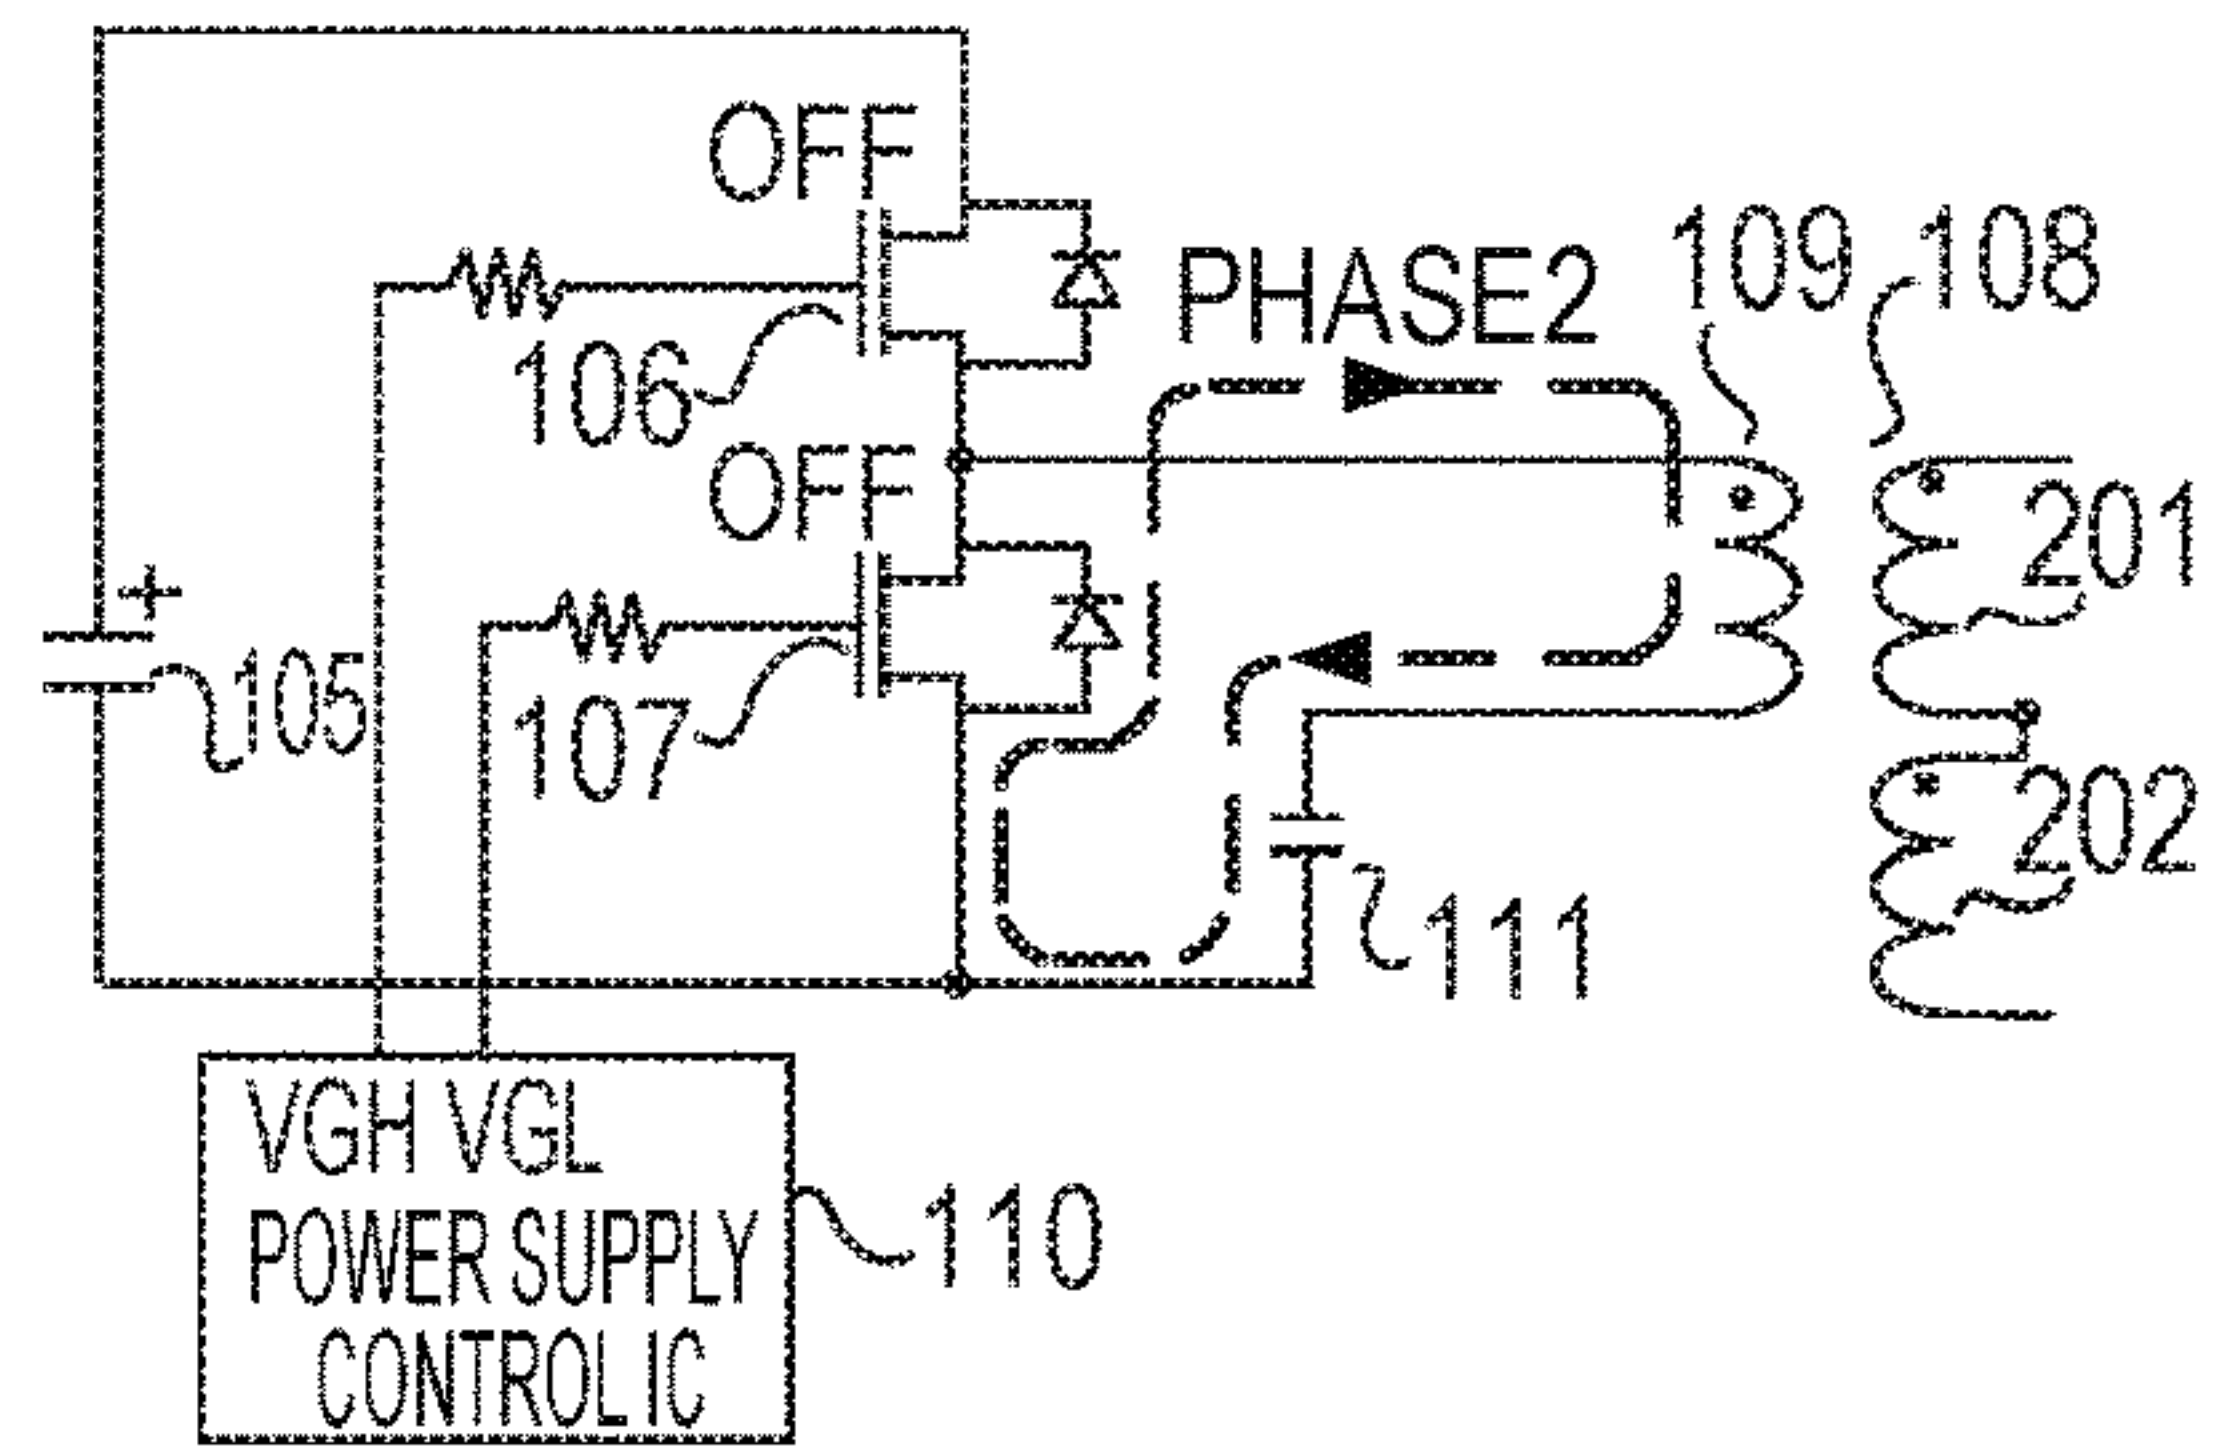 OFF
PHASE2
109
108
106
OFF
201
+
105
107
202
111
VGH VGL
POWER SUPPLY
CONTROL IC
110